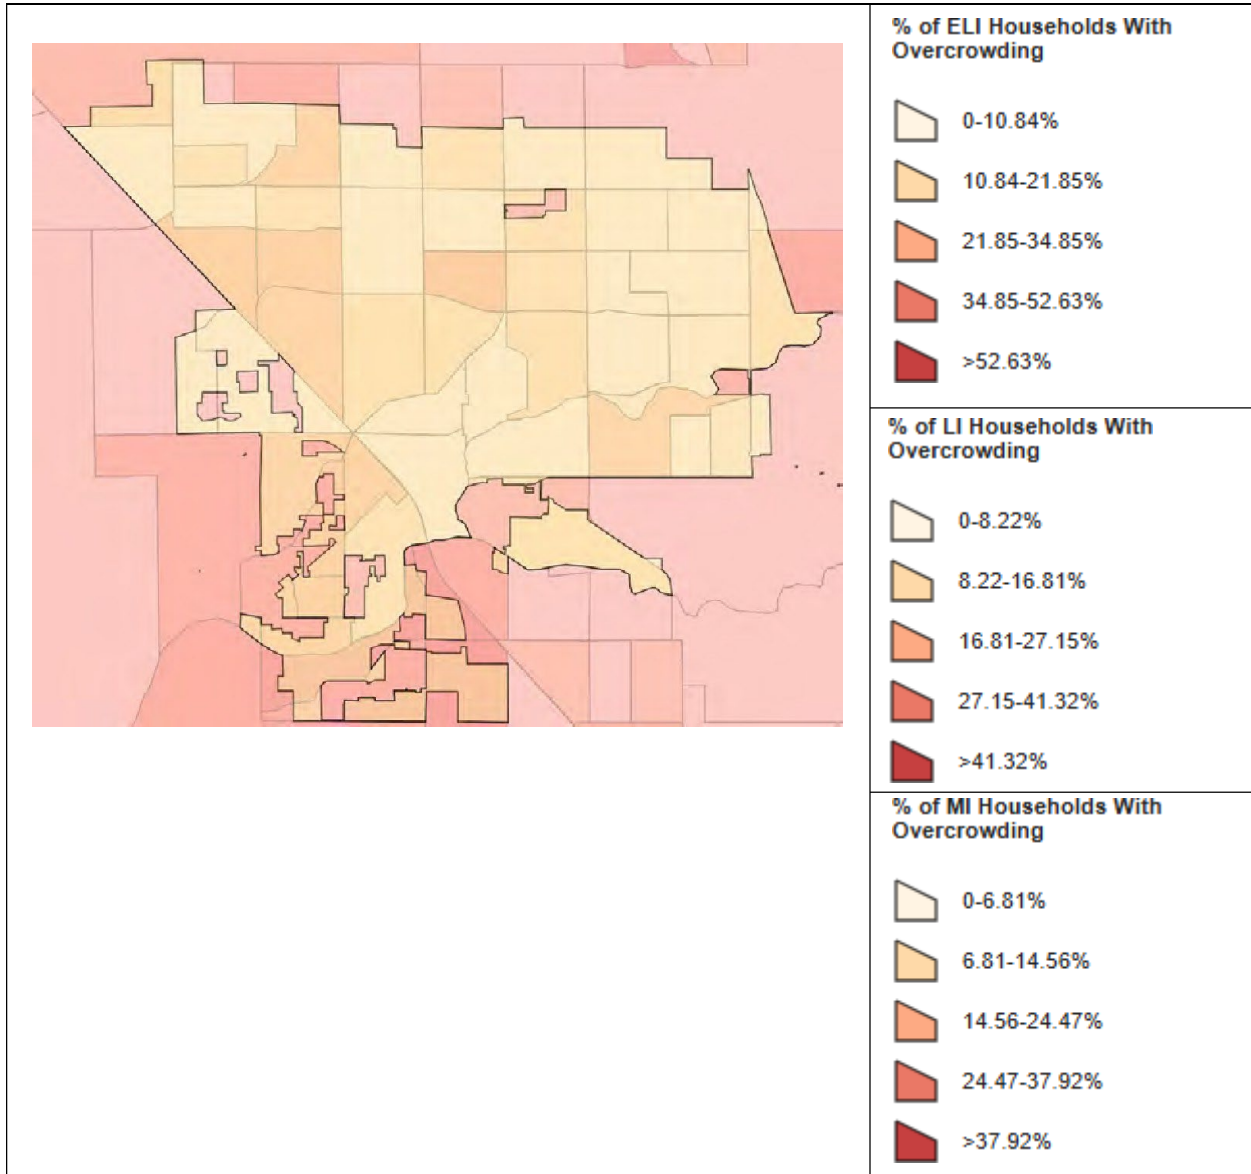 % of ELI Households With
Overcrowding
0-10.84%
10.84-21.85%
21.85-34.85%
34.85-52.63%
>52.63%
% of LI Households With
Overcrowding
0-8.22%
8.22-16.81%
16.81-27.15%
27.15-41.32%
>41.32%
% of MI Households With
Overcrowding
0-6.81%
6.81-14.56%
14.56-24.47%
24.47-37.92%
>37.92%